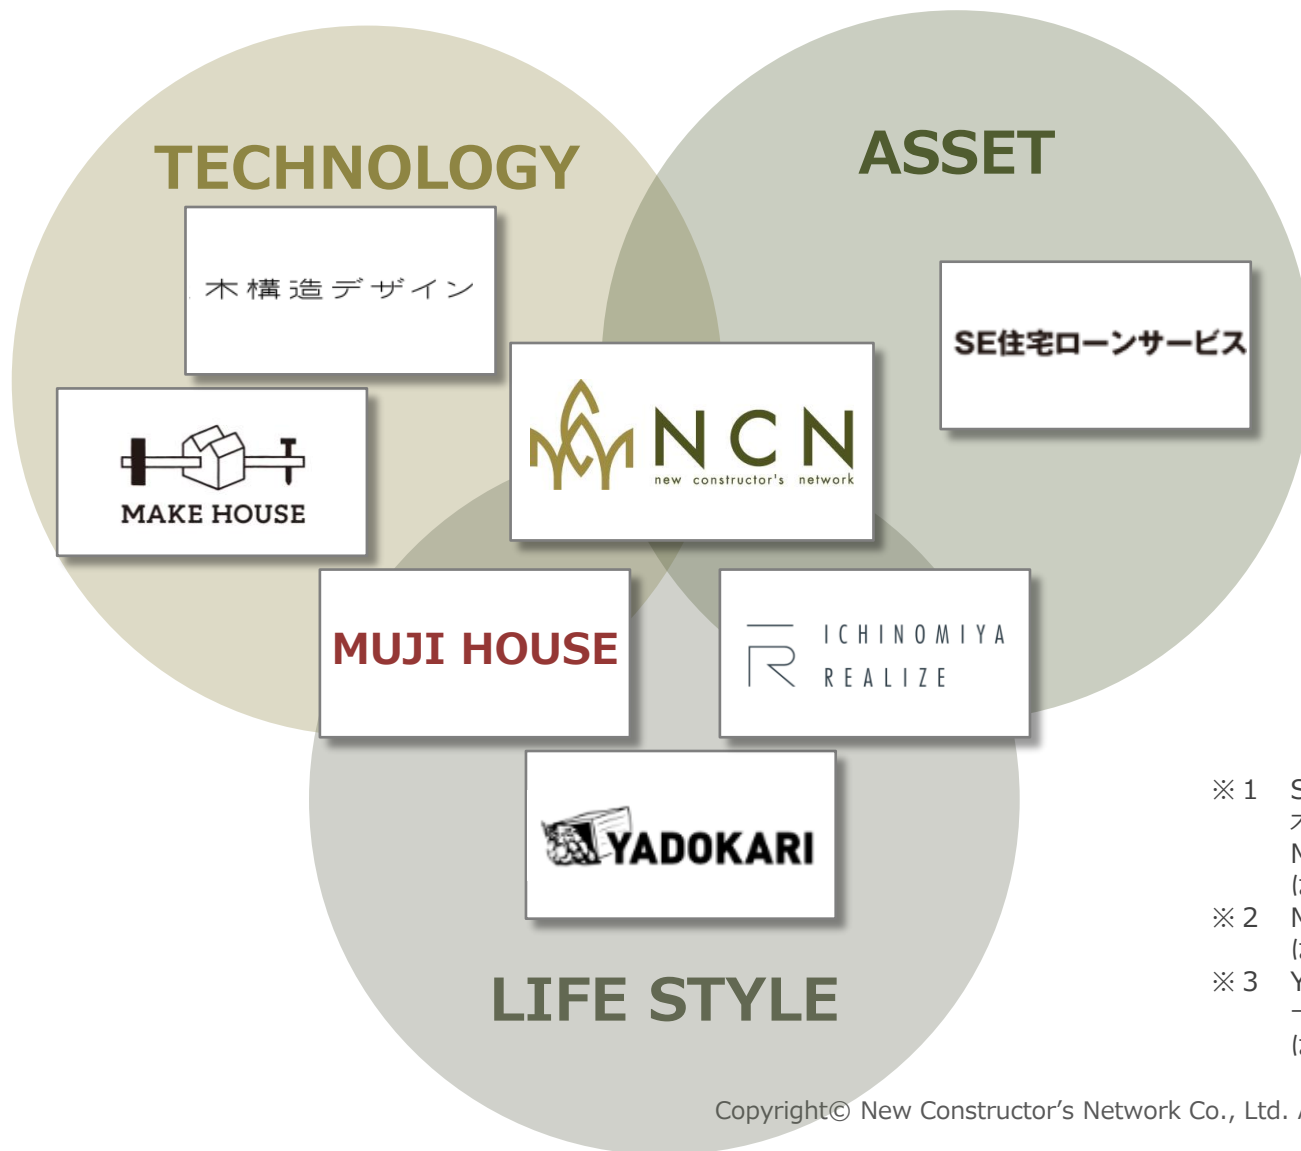 TECHNOLOGY
ASSET
木構造デザイン
SE住宅ローンサービス
MAKE HOUSE
NCN
new constructor's network
MUJI HOUSE
ICHINOMIYA
REALIZE
YADOKARI
LIFE STYLE
※1
※2
※3
Copyright© New Constructor’s Network Co., Ltd.